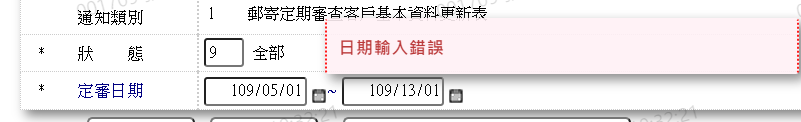 通知類別 1 郵寄定期審查客戶基本資料更新表
* 狀 態 9 全部
日期輸入錯誤
* 定審日期 109/05/01 ~ 109/13/01